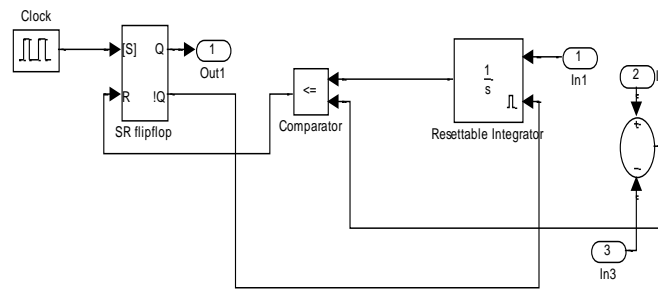 Clock
[S] Q
R !Q
SR flipflop
1
Out1
<=
Comparator
1
s
Resettable Integrator
1
In1
2
I
+
−
3
In3